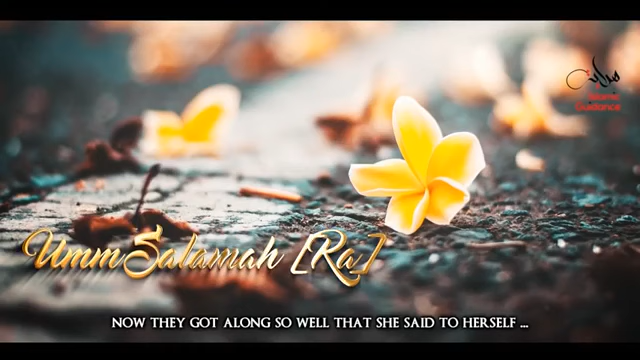 Islamic
Guidance
Umm Salamah [Ra]
NOW THEY GOT ALONG SO WELL THAT SHE SAID TO HERSELF ...